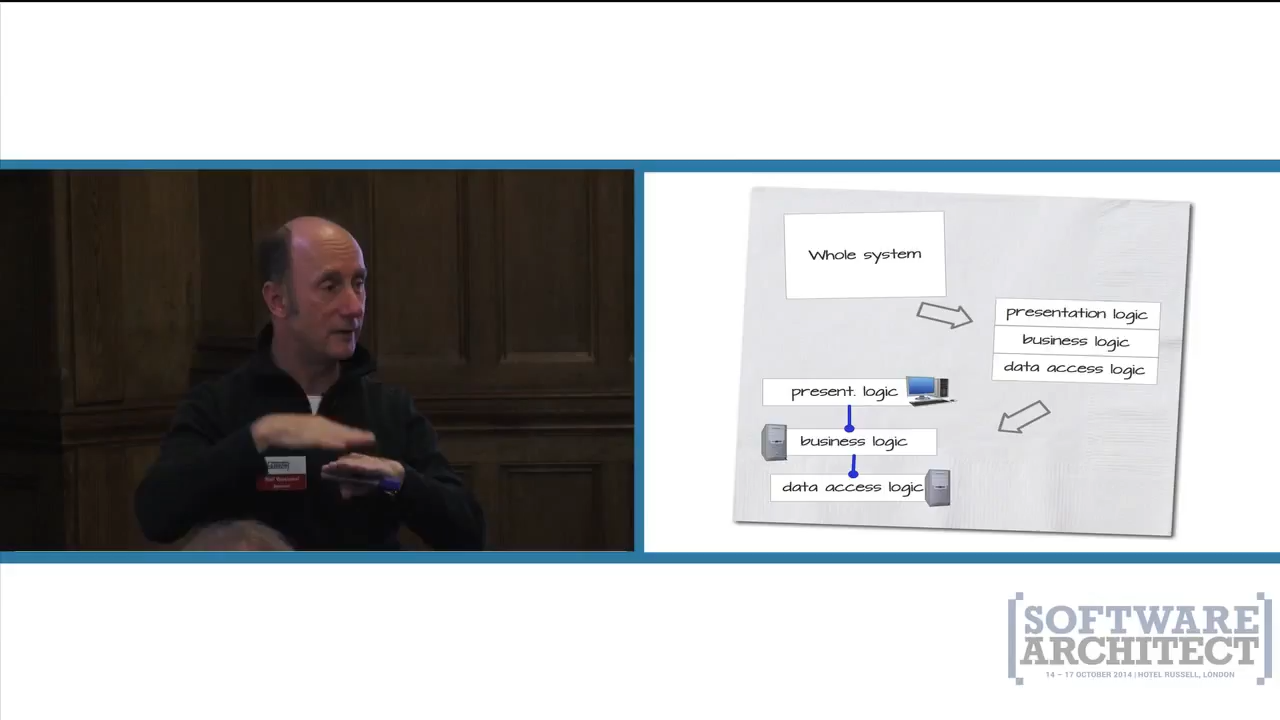 Whole system
presentation logic
business logic
data access logic
present. logic
business logic
data access logic
[SOFTWARE
ARCHITECT]
14 – 17 OCTOBER 2014 | HOTEL RUSSELL, LONDON